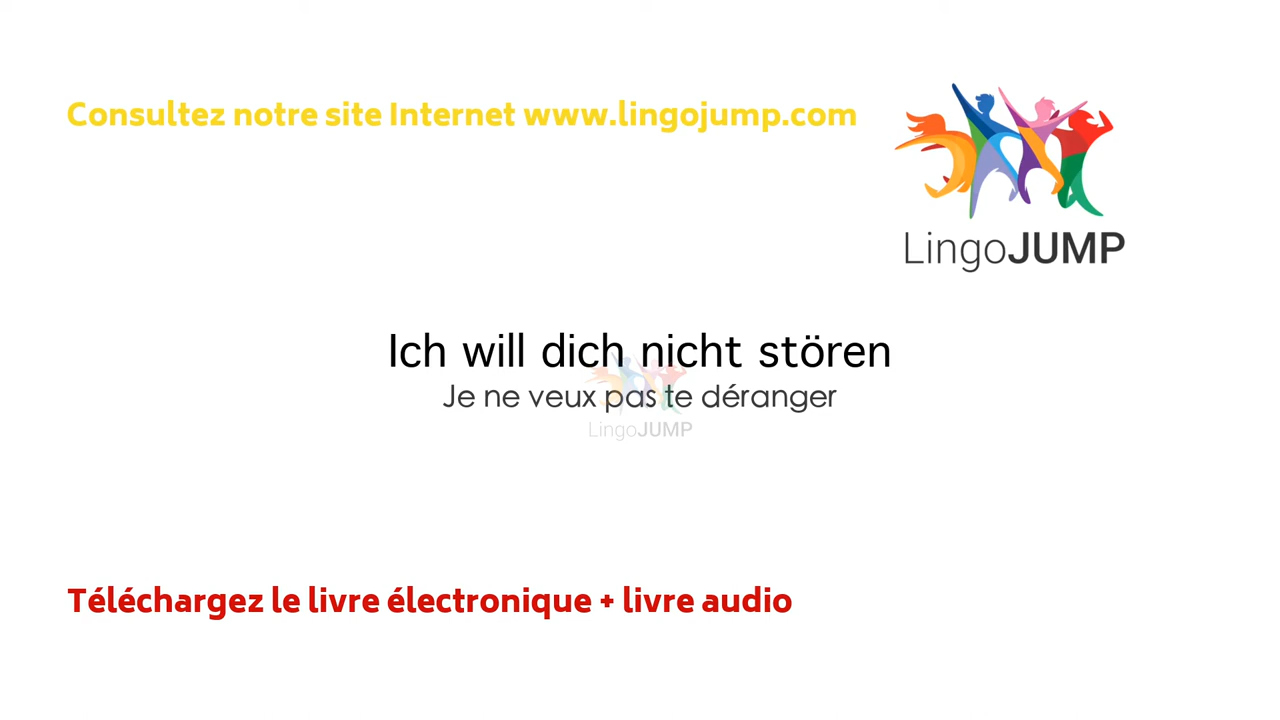 Consultez notre site Internet www.lingojump.com
LingoJUMP
Ich will dich nicht stören
Je ne veux pas te déranger
LingoJUMP
Téléchargez le livre électronique + livre audio